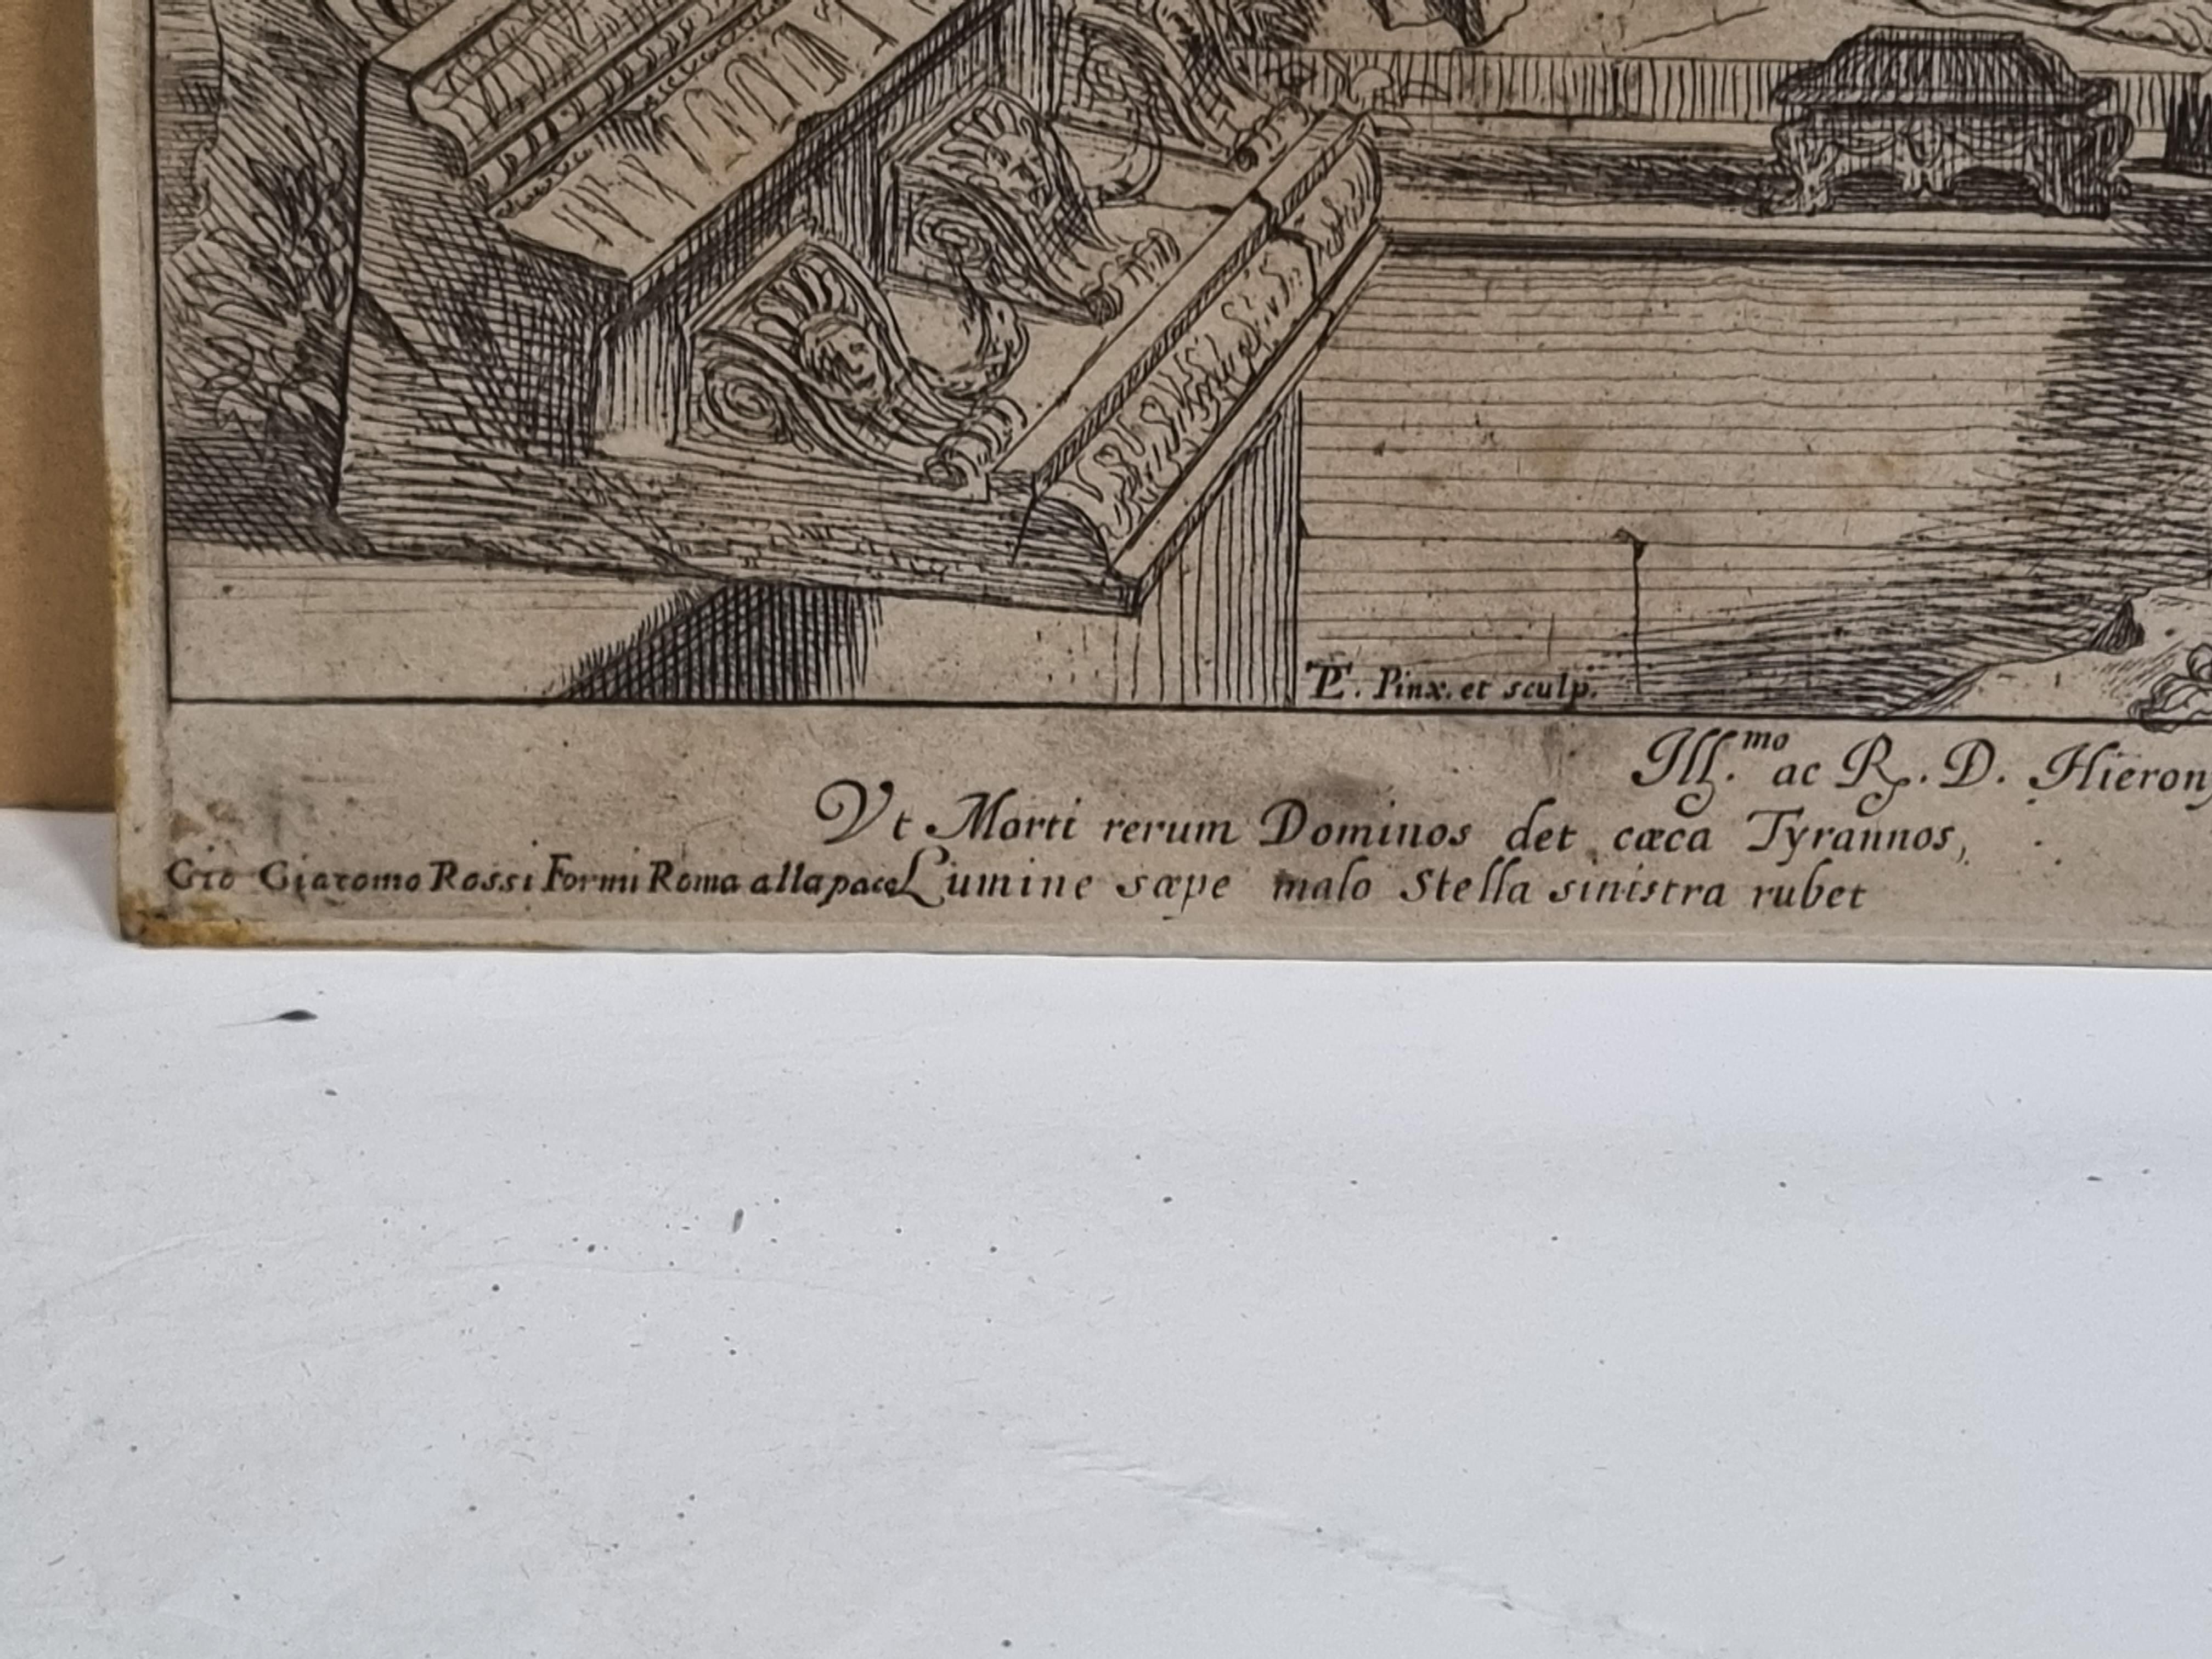 PE. Pinx. et sculp.
Ill.mo ac R. D. Hieron
Vt Morti rerum Dominos det cæca Tyrannos,
Gio Giacomo Rossi Formi Roma alla pace Lumine sæpe malo Stella sinistra rubet